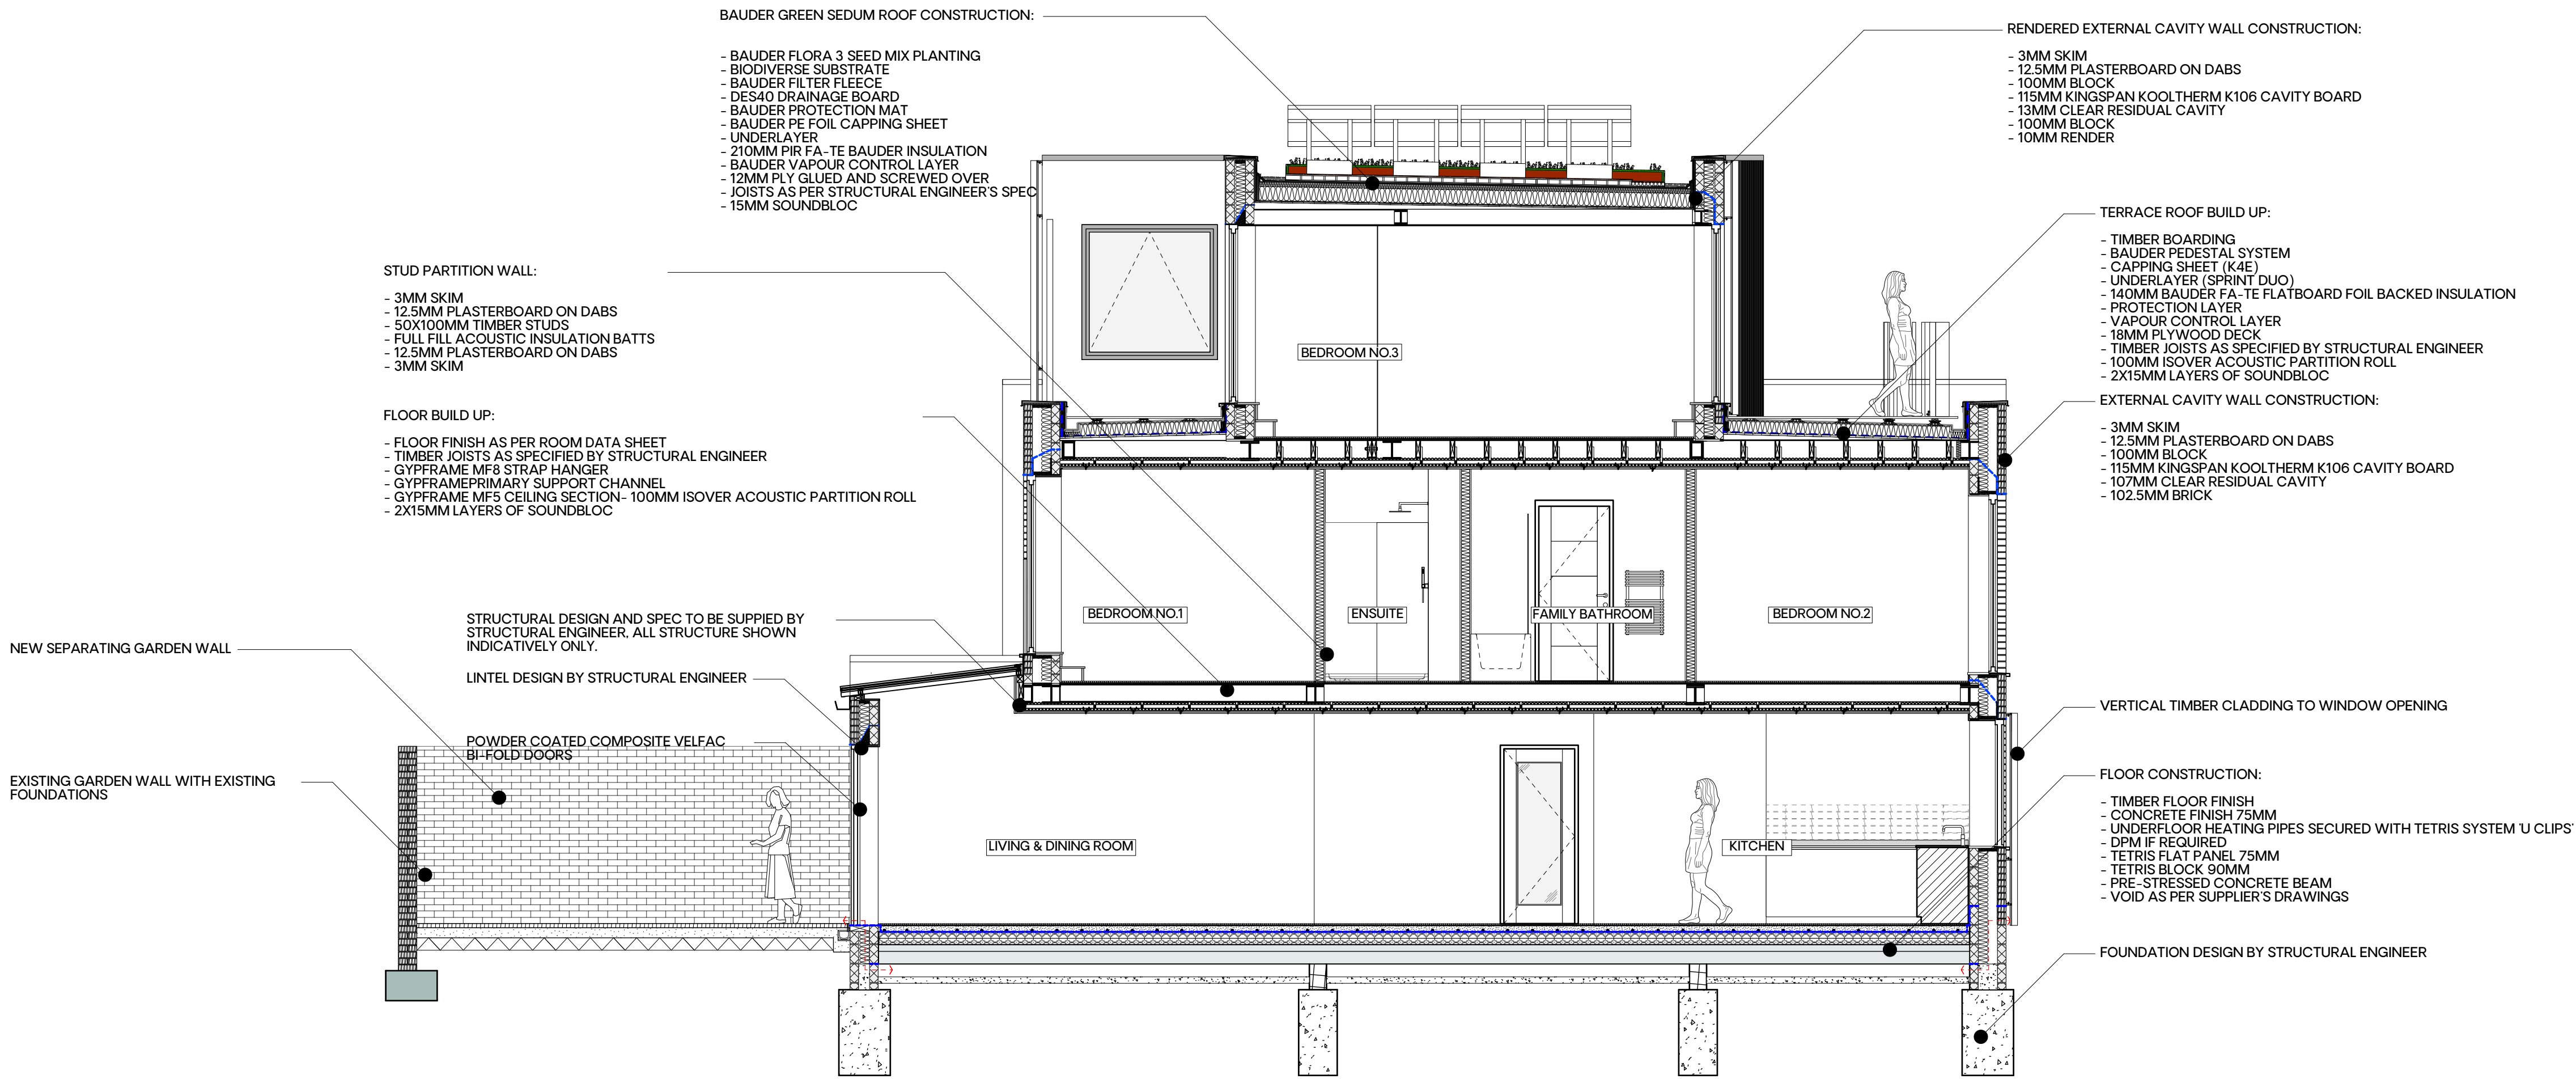 BAUDER GREEN SEDUM ROOF CONSTRUCTION:
- BAUDER FLORA 3 SEED MIX PLANTING
- BIODIVERSE SUBSTRATE
- BAUDER FILTER FLEECE
- DES40 DRAINAGE BOARD
- BAUDER PROTECTION MAT
- BAUDER PE FOIL CAPPING SHEET
- UNDERLAYER
- 210MM PIR FA-TE BAUDER INSULATION
- BAUDER VAPOUR CONTROL LAYER
- 12MM PLY GLUED AND SCREWED OVER
- JOISTS AS PER STRUCTURAL ENGINEER'S SPEC
- 15MM SOUNDBLOC
RENDERED EXTERNAL CAVITY WALL CONSTRUCTION:
- 3MM SKIM
- 12.5MM PLASTERBOARD ON DABS
- 100MM BLOCK
- 115MM KINGSPAN KOOLTHERM K106 CAVITY BOARD
- 13MM CLEAR RESIDUAL CAVITY
- 100MM BLOCK
- 10MM RENDER
TERRACE ROOF BUILD UP:
- TIMBER BOARDING
- BAUDER PEDESTAL SYSTEM
- CAPPING SHEET (K4E)
- UNDERLAYER (SPRINT DUO)
- 140MM BAUDER FA-TE FLATBOARD FOIL BACKED INSULATION
- PROTECTION LAYER
- VAPOUR CONTROL LAYER
- 18MM PLYWOOD DECK
- TIMBER JOISTS AS SPECIFIED BY STRUCTURAL ENGINEER
- 100MM ISOVER ACOUSTIC PARTITION ROLL
- 2X15MM LAYERS OF SOUNDBLOC
STUD PARTITION WALL:
- 3MM SKIM
- 12.5MM PLASTERBOARD ON DABS
- 50X100MM TIMBER STUDS
- FULL FILL ACOUSTIC INSULATION BATTS
- 12.5MM PLASTERBOARD ON DABS
- 3MM SKIM
BEDROOM NO.3
EXTERNAL CAVITY WALL CONSTRUCTION:
- 3MM SKIM
- 12.5MM PLASTERBOARD ON DABS
- 100MM BLOCK
- 115MM KINGSPAN KOOLTHERM K106 CAVITY BOARD
- 107MM CLEAR RESIDUAL CAVITY
- 102.5MM BRICK
FLOOR BUILD UP:
- FLOOR FINISH AS PER ROOM DATA SHEET
- TIMBER JOISTS AS SPECIFIED BY STRUCTURAL ENGINEER
- GYPFRAME MF8 STRAP HANGER
- GYPFRAMEPRIMARY SUPPORT CHANNEL
- GYPFRAME MF5 CEILING SECTION- 100MM ISOVER ACOUSTIC PARTITION ROLL
- 2X15MM LAYERS OF SOUNDBLOC
BEDROOM NO.1
ENSUITE
FAMILY BATHROOM
BEDROOM NO.2
STRUCTURAL DESIGN AND SPEC TO BE SUPPIED BY
STRUCTURAL ENGINEER, ALL STRUCTURE SHOWN
INDICATIVELY ONLY.
NEW SEPARATING GARDEN WALL
LINTEL DESIGN BY STRUCTURAL ENGINEER
VERTICAL TIMBER CLADDING TO WINDOW OPENING
POWDER COATED COMPOSITE VELFAC
BI-FOLD DOORS
EXISTING GARDEN WALL WITH EXISTING
FOUNDATIONS
FLOOR CONSTRUCTION:
- TIMBER FLOOR FINISH
- CONCRETE FINISH 75MM
- UNDERFLOOR HEATING PIPES SECURED WITH TETRIS SYSTEM 'U CLIPS'
- DPM IF REQUIRED
- TETRIS FLAT PANEL 75MM
- TETRIS BLOCK 90MM
- PRE-STRESSED CONCRETE BEAM
- VOID AS PER SUPPLIER'S DRAWINGS
LIVING & DINING ROOM
KITCHEN
FOUNDATION DESIGN BY STRUCTURAL ENGINEER